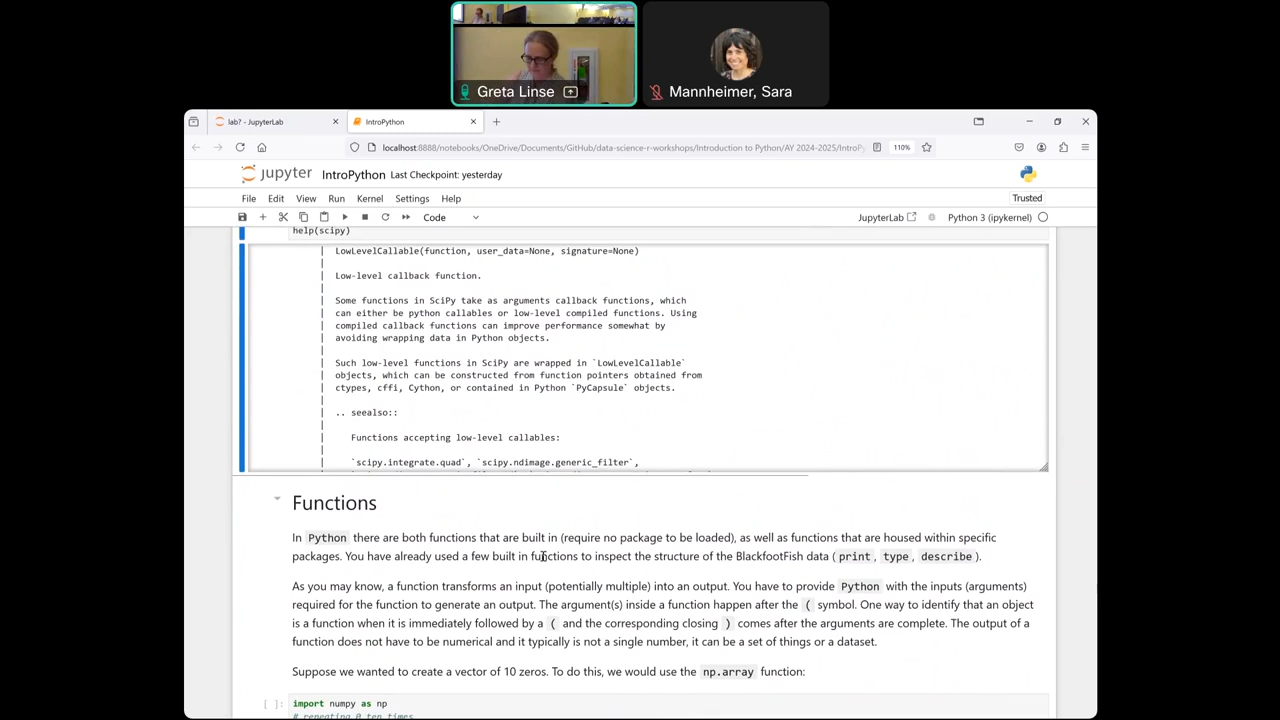 Greta Linse
Mannheimer, Sara
lab? - JupyterLab
IntroPython
localhost:8888/notebooks/OneDrive/Documents/GitHub/data-science-r-workshops/Introduction to Python/AY 2024-2025/IntroPy
110%
jupyter IntroPython Last Checkpoint: yesterday
File Edit View Run Kernel Settings Help
Trusted
Code
JupyterLab
Python 3 (ipykernel)
help(scipy)
| LowLevelCallable(function, user_data=None, signature=None)
|
| Low-level callback function.
|
| Some functions in SciPy take as arguments callback functions, which
| can either be python callables or low-level compiled functions. Using
| compiled callback functions can improve performance somewhat by
| avoiding wrapping data in Python objects.
|
| Such low-level functions in SciPy are wrapped in `LowLevelCallable`
| objects, which can be constructed from function pointers obtained from
| ctypes, cffi, Cython, or contained in Python `PyCapsule` objects.
|
| .. seealso::
|
| Functions accepting low-level callables:
|
| `scipy.integrate.quad`, `scipy.ndimage.generic_filter`,
Functions
In Python there are both functions that are built in (require no package to be loaded), as well as functions that are housed within specific
packages. You have already used a few built in functions to inspect the structure of the BlackfootFish data ( print , type , describe ).
As you may know, a function transforms an input (potentially multiple) into an output. You have to provide Python with the inputs (arguments)
required for the function to generate an output. The argument(s) inside a function happen after the ( symbol. One way to identify that an object
is a function when it is immediately followed by a ( and the corresponding closing ) comes after the arguments are complete. The output of a
function does not have to be numerical and it typically is not a single number, it can be a set of things or a dataset.
Suppose we wanted to create a vector of 10 zeros. To do this, we would use the np.array function:
[ ]: import numpy as np
# repeating 0 ten times